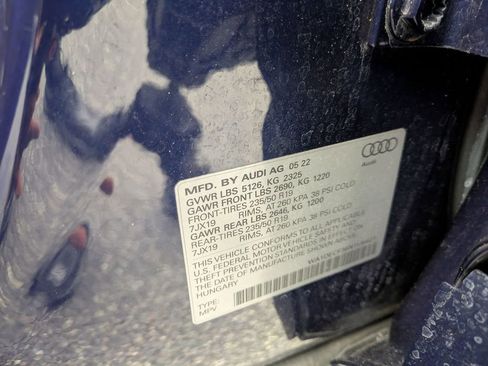 MFD. BY AUDI AG 05 22
GVWR LBS 5126, KG 2325
GAWR FRONT LBS 2690, KG 1220
FRONT-TIRES 235/50 R19
7JX19 RIMS, AT 260 KPA 38 PSI COLD
GAWR REAR LBS 2646, KG 1200
REAR-TIRES 235/50 R19
7JX19 RIMS, AT 260 KPA 38 PSI COLD
THIS VEHICLE CONFORMS TO ALL APPLICABLE
U.S. FEDERAL MOTOR VEHICLE SAFETY AND
THEFT PREVENTION STANDARDS IN EFFECT ON
THE DATE OF MANUFACTURE SHOWN ABOVE
HUNGARY
TYPE:
MPV
Audi